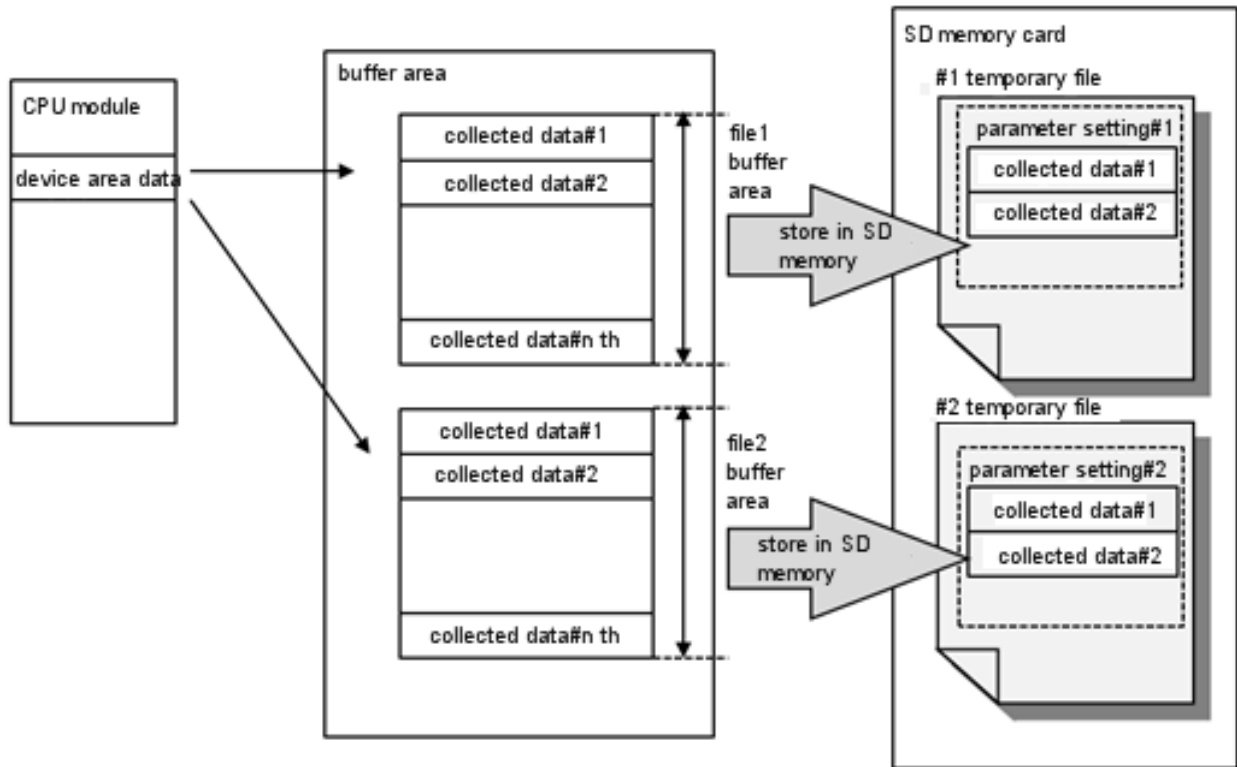 CPU module
device area data
buffer area
collected data#1
collected data#2
collected data#n th
file1
buffer
area
store in SD
memory
collected data#1
collected data#2
collected data#n th
file2
buffer
area
store in SD
memory
SD memory card
#1 temporary file
parameter setting#1
collected data#1
collected data#2
#2 temporary file
parameter setting#2
collected data#1
collected data#2